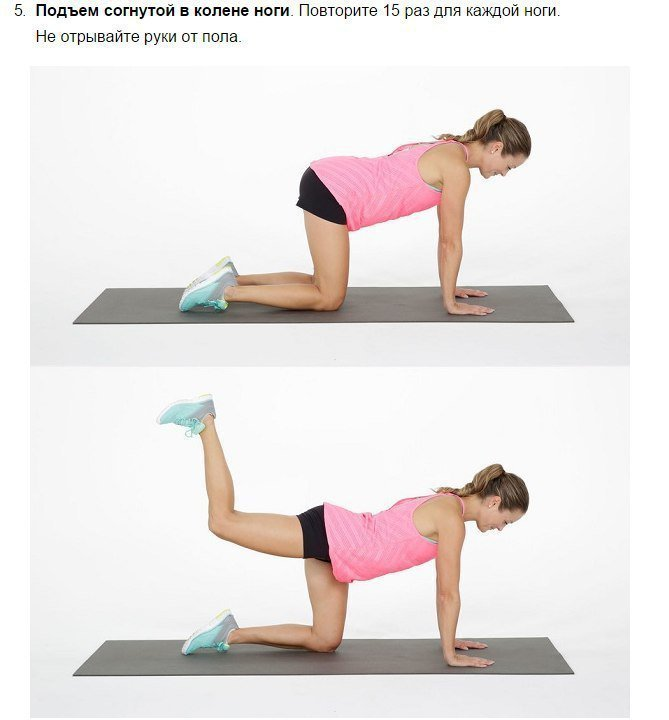 5. Подъем согнутой в колене ноги. Повторите 15 раз для каждой ноги.
Не отрывайте руки от пола.